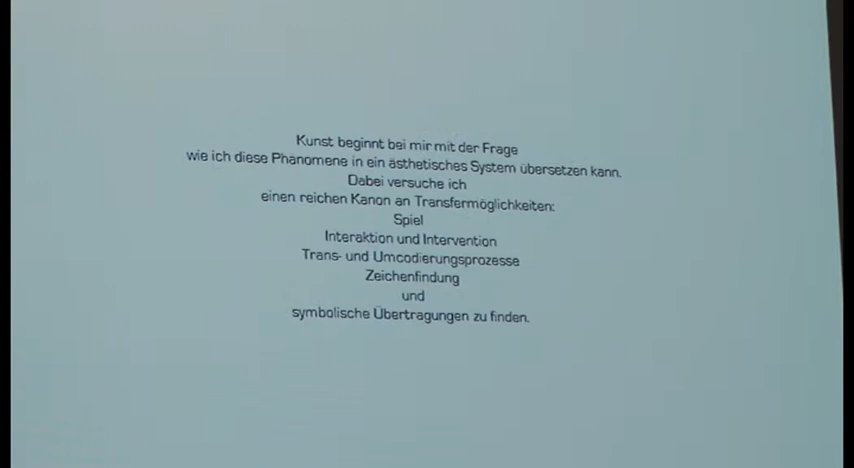 Kunst beginnt bei mir mit der Frage
wie ich diese Phänomene in ein ästhetisches System übersetzen kann.
Dabei versuche ich
einen reichen Kanon an Transfermöglichkeiten:
Spiel
Interaktion und Intervention
Trans- und Umcodierungsprozesse
Zeichenfindung
und
symbolische Übertragungen zu finden.